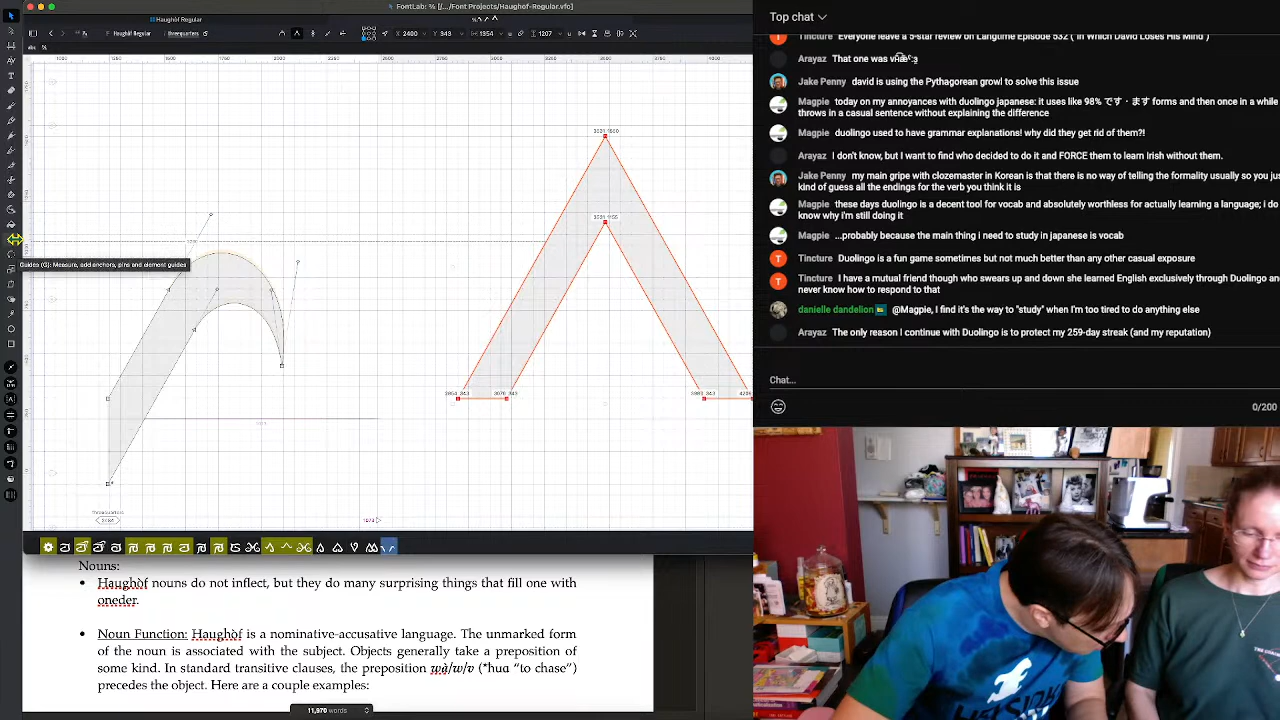 FontLab: % [/.../Font Projects/Haughòf-Regular.vfo]
Haughòf Regular
Haughòf Regular
threequarters
2400
343
1354
1207
Guides (G): Measure, add anchors, pins and element guides
Nouns:
• Haughòf nouns do not inflect, but they do many surprising things that fill one with
oneder.
• Noun Function: Haughòf is a nominative-accusative language. The unmarked form
of the noun is associated with the subject. Objects generally take a preposition of
some kind. In standard transitive clauses, the preposition wà/w/v (*hua “to chase”)
precedes the object. Here are a couple examples:
11,970 words
Top chat
Tincture Everyone leave a 5-star review on Langtime Episode 532 ("In Which David Loses His Mind")
Arayaz That one was
Jake Penny david is using the Pythagorean growl to solve this issue
Magpie today on my annoyances with duolingo japanese: it uses like 98% です・ます forms and then once in a while
throws in a casual sentence without explaining the difference
Magpie duolingo used to have grammar explanations! why did they get rid of them?!
Arayaz I don't know, but I want to find who decided to do it and FORCE them to learn Irish without them.
Jake Penny my main gripe with clozemaster in Korean is that there is no way of telling the formality usually so you jus
kind of guess all the endings for the verb you think it is
Magpie these days duolingo is a decent tool for vocab and absolutely worthless for actually learning a language; i do
know why i'm still doing it
Magpie ...probably because the main thing i need to study in japanese is vocab
Tincture Duolingo is a fun game sometimes but not much better than any other casual exposure
Tincture I have a mutual friend though who swears up and down she learned English exclusively through Duolingo an
never know how to respond to that
danielle dandelion @Magpie, I find it's the way to "study" when I'm too tired to do anything else
Arayaz The only reason I continue with Duolingo is to protect my 259-day streak (and my reputation)
Chat...
0/200